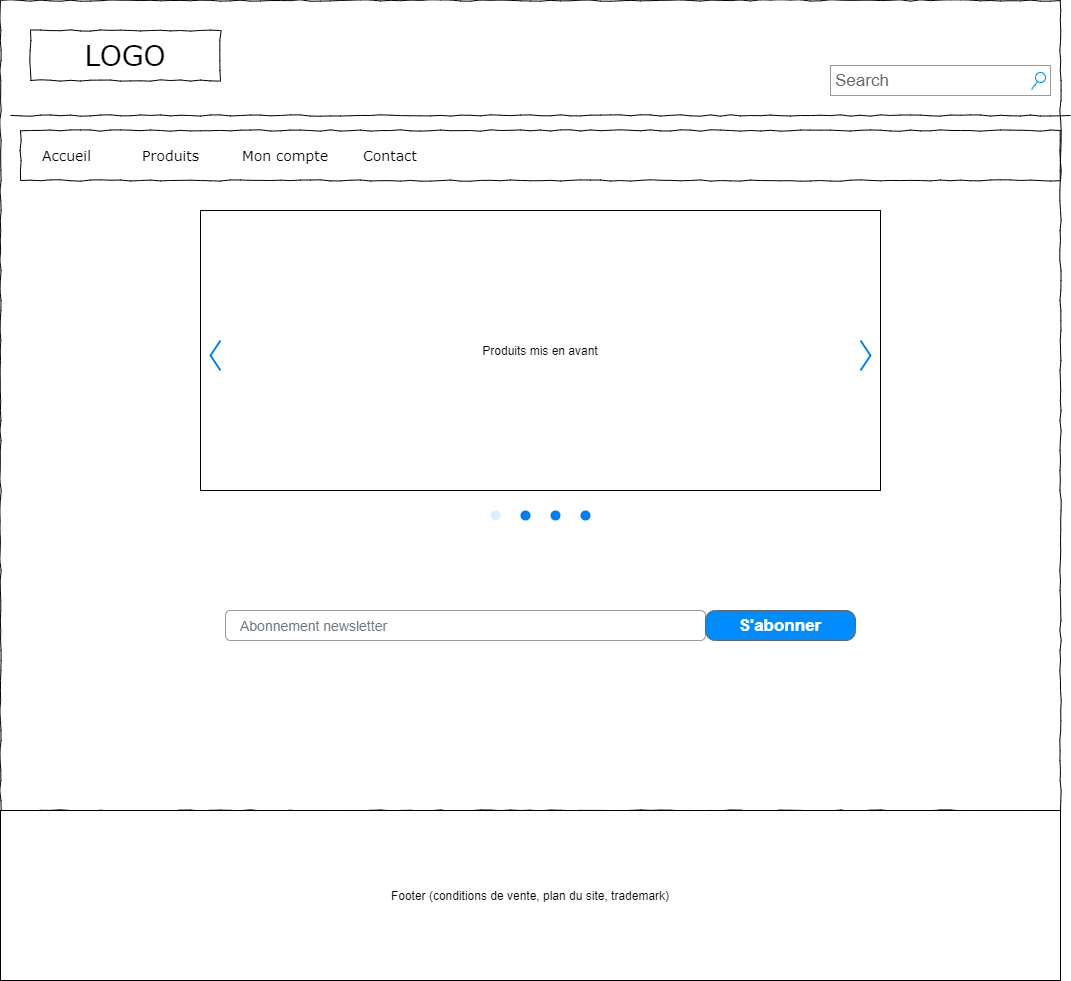 LOGO
Search
Accueil Produits Mon compte Contact
Produits mis en avant
Abonnement newsletter S'abonner
Footer (conditions de vente, plan du site, trademark)